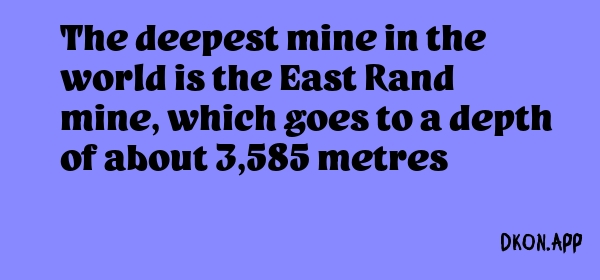 The deepest mine in the
world is the East Rand
mine, which goes to a depth
of about 3,585 metres
DKON.APP